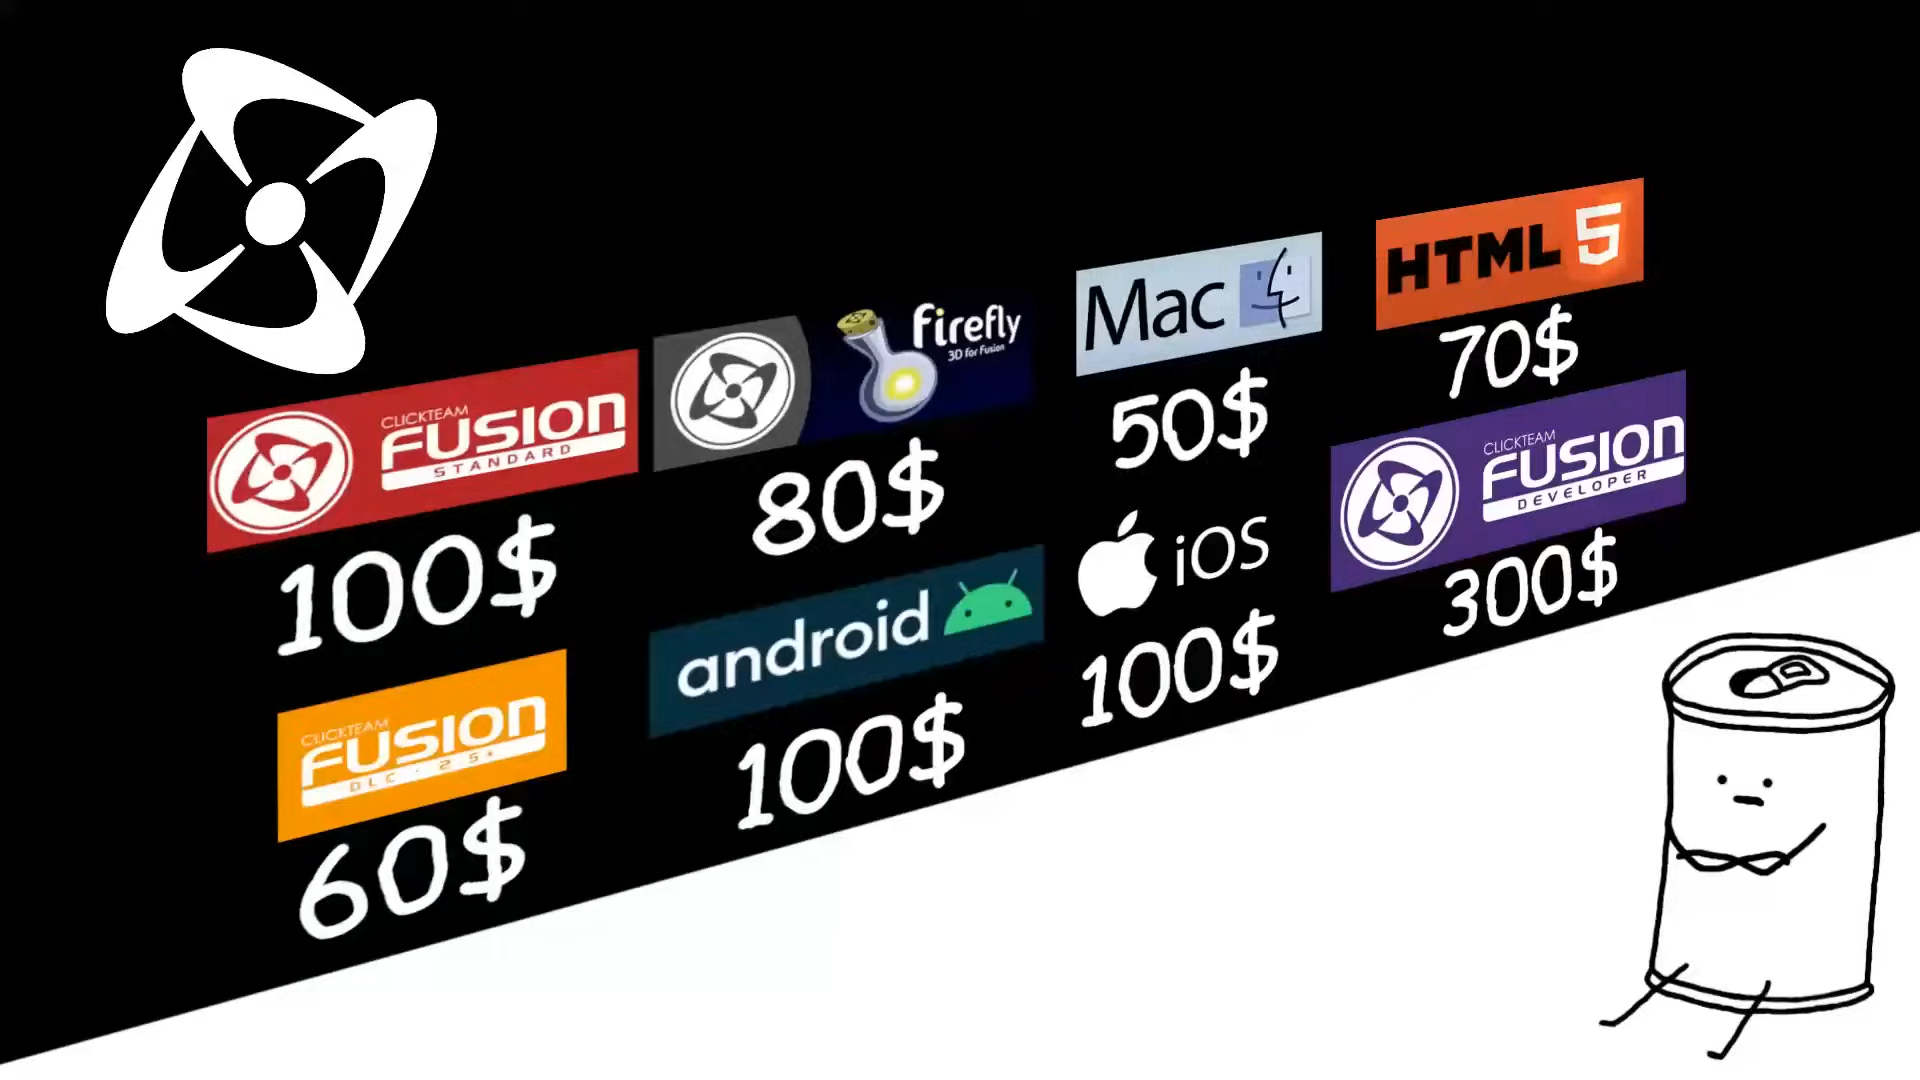 CLICKTEAM
FUSION
STANDARD
100$
firefly
3D for Fusion
80$
Mac
50$
HTML 5
70$
CLICKTEAM
FUSION
DLC · 2.5+
60$
android
100$
iOS
100$
CLICKTEAM
FUSION
DEVELOPER
300$